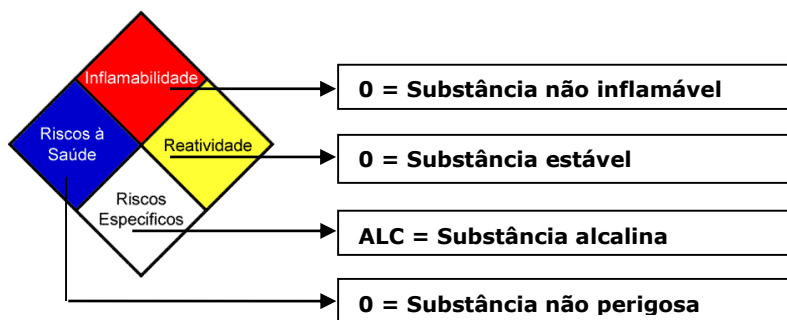 Inflamabilidade
0 = Substância não inflamável
Riscos à
Saúde
Reatividade
0 = Substância estável
Riscos
Específicos
ALC = Substância alcalina
0 = Substância não perigosa